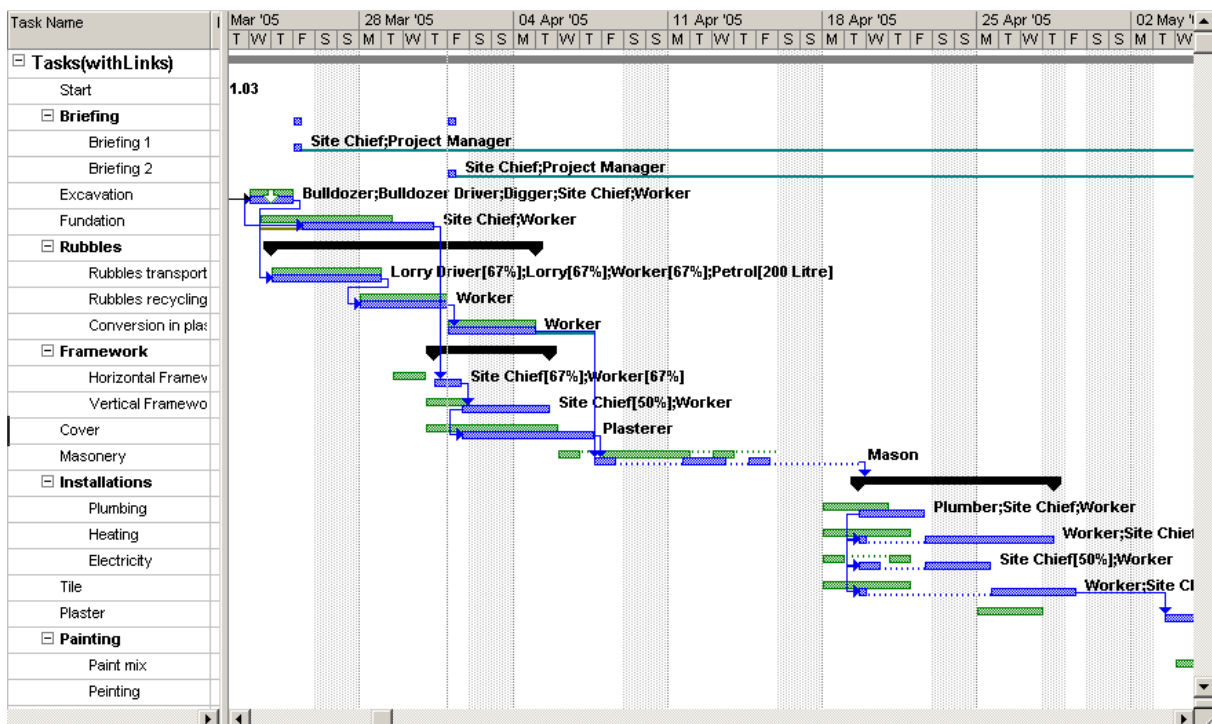 Task Name
Mar '05 28 Mar '05 04 Apr '05 11 Apr '05 18 Apr '05 25 Apr '05 02 May '
T W T F S S M T W T F S S M T W T F S S M T W T F S S M T W T F S S M T W T F S S M T W
Tasks(withLinks)
Start 1.03
Briefing
Briefing 1 Site Chief;Project Manager
Briefing 2 Site Chief;Project Manager
Excavation Bulldozer;Bulldozer Driver;Digger;Site Chief;Worker
Fundation Site Chief;Worker
Rubbles
Rubbles transport Lorry Driver[67%];Lorry[67%];Worker[67%];Petrol[200 Litre]
Rubbles recycling Worker
Conversion in plas Worker
Framework
Horizontal Framew Site Chief[67%];Worker[67%]
Vertical Framewo Site Chief[50%];Worker
Cover Plasterer
Masonery Mason
Installations
Plumbing Plumber;Site Chief;Worker
Heating Worker;Site Chief
Electricity Site Chief[50%];Worker
Tile Worker;Site Cl
Plaster
Painting
Paint mix
Peinting